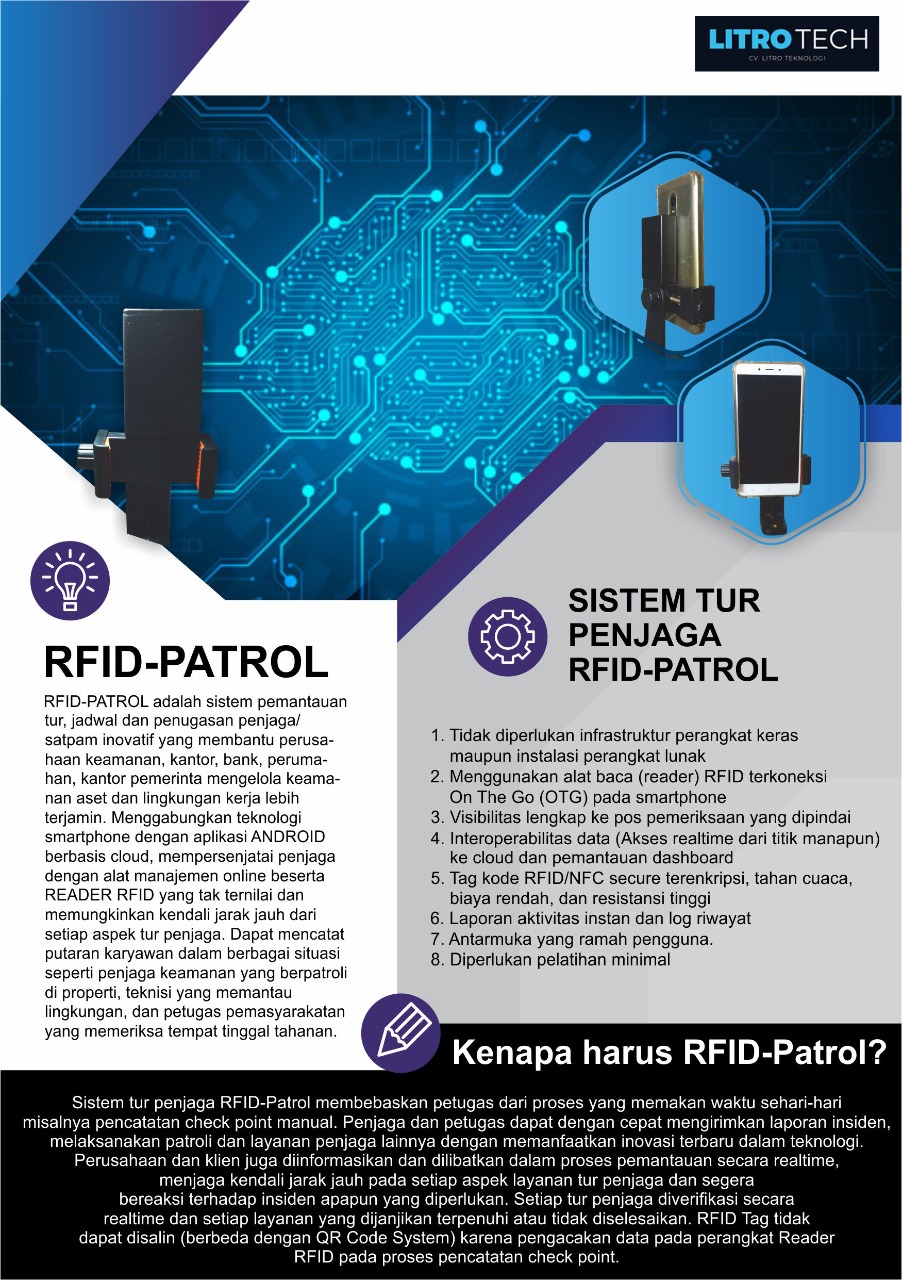 LITRO TECH
CV. LITRO TEKNOLOGI
RFID-PATROL
RFID-PATROL adalah sistem pemantauan
tur, jadwal dan penugasan penjaga/
satpam inovatif yang membantu perusa-
haan keamanan, kantor, bank, peruma-
han, kantor pemerinta mengelola keama-
nan aset dan lingkungan kerja lebih
terjamin. Menggabungkan teknologi
smartphone dengan aplikasi ANDROID
berbasis cloud, mempersenjatai penjaga
dengan alat manajemen online beserta
READER RFID yang tak ternilai dan
memungkinkan kendali jarak jauh dari
setiap aspek tur penjaga. Dapat mencatat
putaran karyawan dalam berbagai situasi
seperti penjaga keamanan yang berpatroli
di properti, teknisi yang memantau
lingkungan, dan petugas pemasyarakatan
yang memeriksa tempat tinggal tahanan.
SISTEM TUR
PENJAGA
RFID-PATROL
1. Tidak diperlukan infrastruktur perangkat keras
maupun instalasi perangkat lunak
2. Menggunakan alat baca (reader) RFID terkoneksi
On The Go (OTG) pada smartphone
3. Visibilitas lengkap ke pos pemeriksaan yang dipindai
4. Interoperabilitas data (Akses realtime dari titik manapun)
ke cloud dan pemantauan dashboard
5. Tag kode RFID/NFC secure terenkripsi, tahan cuaca,
biaya rendah, dan resistansi tinggi
6. Laporan aktivitas instan dan log riwayat
7. Antarmuka yang ramah pengguna.
8. Diperlukan pelatihan minimal
Kenapa harus RFID-Patrol?
Sistem tur penjaga RFID-Patrol membebaskan petugas dari proses yang memakan waktu sehari-hari
misalnya pencatatan check point manual. Penjaga dan petugas dapat dengan cepat mengirimkan laporan insiden,
melaksanakan patroli dan layanan penjaga lainnya dengan memanfaatkan inovasi terbaru dalam teknologi.
Perusahaan dan klien juga diinformasikan dan dilibatkan dalam proses pemantauan secara realtime,
menjaga kendali jarak jauh pada setiap aspek layanan tur penjaga dan segera
bereaksi terhadap insiden apapun yang diperlukan. Setiap tur penjaga diverifikasi secara
realtime dan setiap layanan yang dijanjikan terpenuhi atau tidak diselesaikan. RFID Tag tidak
dapat disalin (berbeda dengan QR Code System) karena pengacakan data pada perangkat Reader
RFID pada proses pencatatan check point.